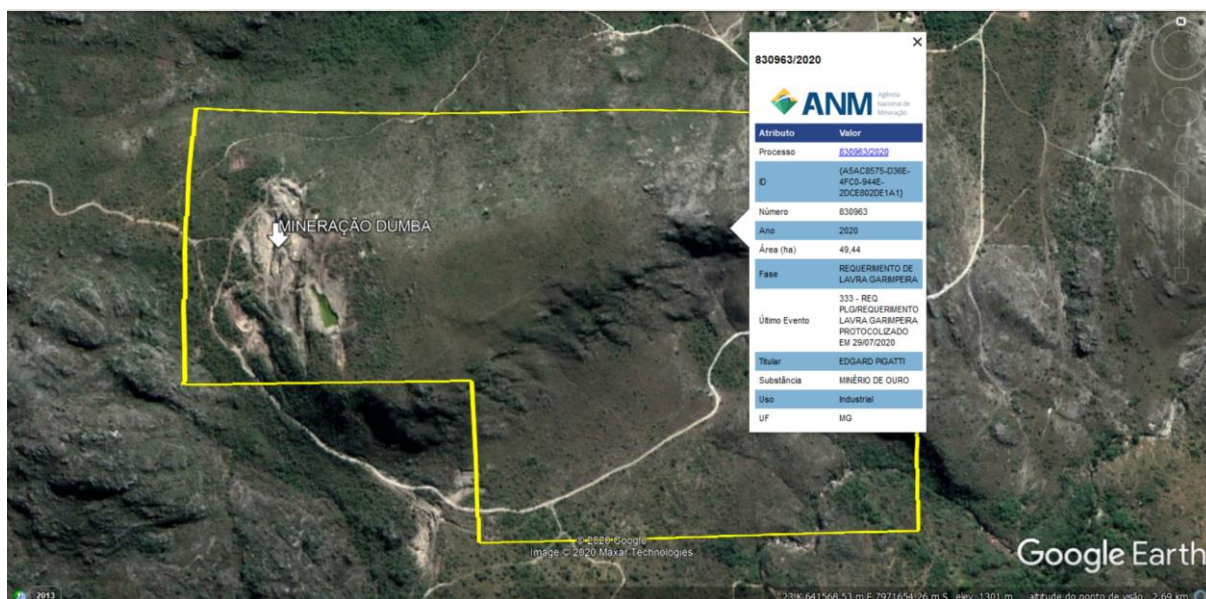 830963/2020
ANM Agência
Nacional de
Mineração
Atributo Valor
Processo 830963/2020
ID {A5AC8575-D36E-
4FC0-944E-
2DCE802DE1A1}
Número 830963
Ano 2020
Área (ha) 49,44
Fase REQUERIMENTO DE
LAVRA GARIMPEIRA
Último Evento 333 - REQ
PLG/REQUERIMENTO
LAVRA GARIMPEIRA
PROTOCOLIZADO
EM 29/07/2020
Titular EDGARD PIGATTI
Substância MINÉRIO DE OURO
Uso Industrial
UF MG
MINERAÇÃO DUMBA
© 2020 Google
Image © 2020 Maxar Technologies
Google Earth
2013
23 K 641568.53 m E 7971654.26 m S elev 1301 m altitude do ponto de visão 2.69 km